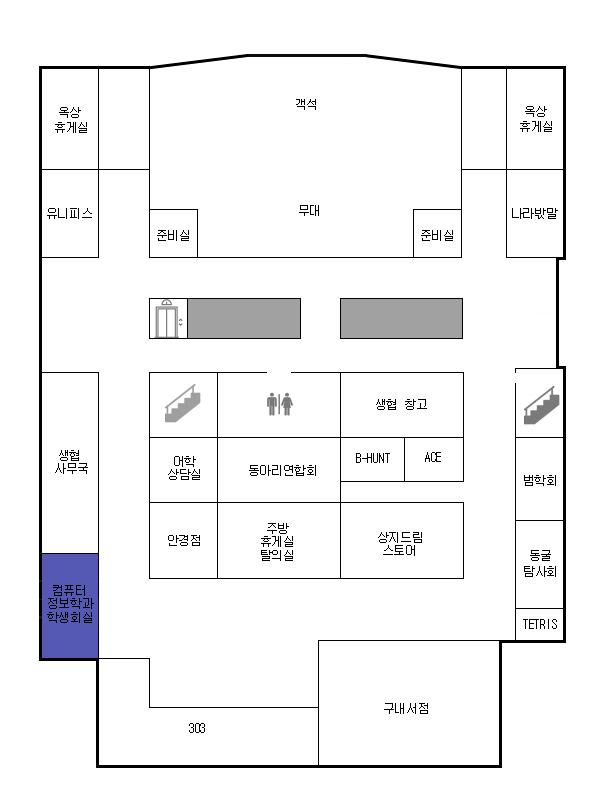 객석
옥상
휴게실
옥상
휴게실
유니피스
무대
나라밖말
준비실
준비실
생협 창고
생협
사무국
어학
상담실
동아리연합회
B-HUNT
ACE
범학회
안경점
주방
휴게실
탈의실
상지드림
스토어
동굴
탐사회
컴퓨터
정보학과
학생회실
TETRIS
구내서점
303